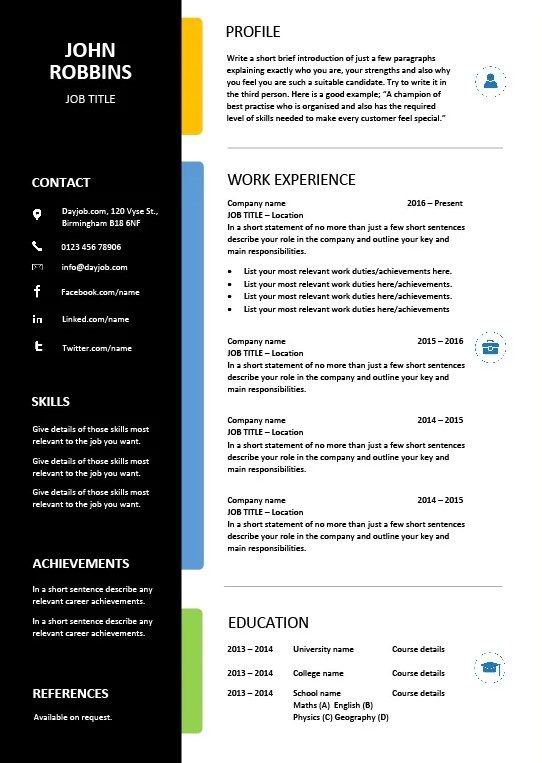 JOHN
ROBBINS
JOB TITLE
CONTACT
Dayjob.com, 120 Vyse St.,
Birmingham B18 6NF
0123 456 78906
info@dayjob.com
Facebook.com/name
Linked.com/name
Twitter.com/name
SKILLS
Give details of those skills most
relevant to the job you want.
Give details of those skills most
relevant to the job you want.
Give details of those skills most
relevant to the job you want.
ACHIEVEMENTS
In a short sentence describe any
relevant career achievements.
In a short sentence describe any
relevant career achievements.
REFERENCES
Available on request.
PROFILE
Write a short brief introduction of just a few paragraphs
explaining exactly who you are, your strengths and also why
you feel you are such a suitable candidate. Try to write it in
the third person. Here is a good example; “A champion of
best practise who is organised and also has the required
level of skills needed to make every customer feel special.”
WORK EXPERIENCE
Company name 2016 – Present
JOB TITLE – Location
In a short statement of no more than just a few short sentences
describe your role in the company and outline your key and
main responsibilities.
• List your most relevant work duties/achievements here.
• List your most relevant work duties here/achievements.
• List your most relevant work duties here/achievements.
• List your most relevant work duties here/achievements
Company name 2015 – 2016
JOB TITLE – Location
In a short statement of no more than just a few short sentences
describe your role in the company and outline your key and
main responsibilities.
Company name 2014 – 2015
JOB TITLE – Location
In a short statement of no more than just a few short sentences
describe your role in the company and outline your key and
main responsibilities.
Company name 2014 – 2015
JOB TITLE – Location
In a short statement of no more than just a few short sentences
describe your role in the company and outline your key and
main responsibilities.
EDUCATION
2013 – 2014 University name Course details
2013 – 2014 College name Course details
2013 – 2014 School name Course details
Maths (A) English (B)
Physics (C) Geography (D)